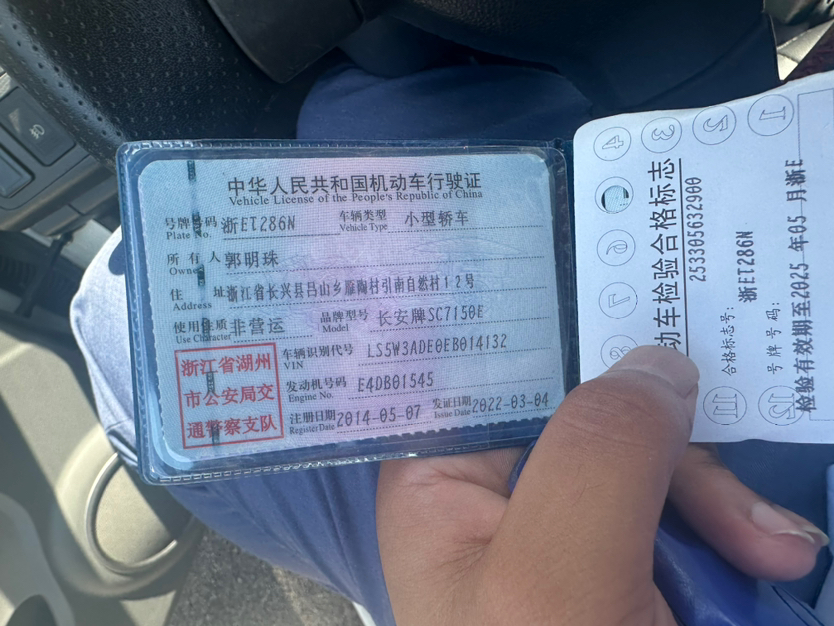 中华人民共和国机动车行驶证
Vehicle License of the People's Republic of China
号牌号码 浙ET286N 车辆类型 小型轿车
Plate No. Vehicle Type
所有人 郭明珠
Owner
住址 浙江省长兴县吕山乡雁陶村引南自然村12号
Address
使用性质 非营运 品牌型号 长安牌SC7150E
Use Character Model
浙江省湖州
市公安局交
通警察支队
车辆识别代号 LS5W3ADE0EB014132
VIN
发动机号码 E4DB01545
Engine No.
注册日期 2014-05-07 发证日期 2022-03-04
Register Date Issue Date
动车检验合格标志
253305632900
合格标志号:
浙ET286N
号牌号码:
检验有效期至2025 年05 月浙E
1
2
3
4
6
7
8
11